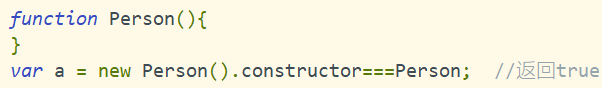 function Person(){
}
var a = new Person().constructor===Person;  //返回true